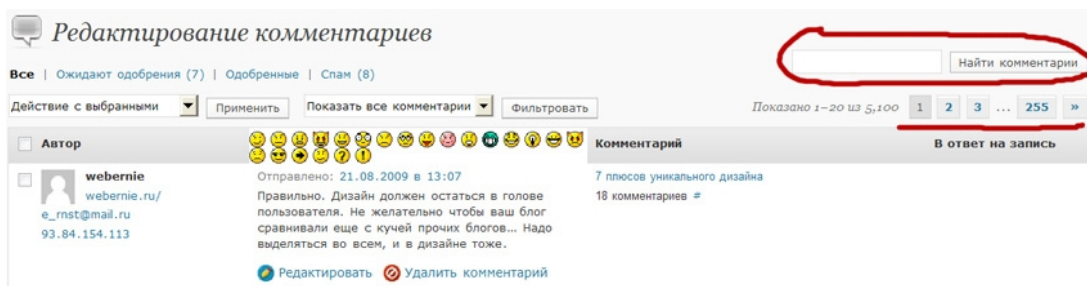 Редактирование комментариев
Найти комментарии
Все | Ожидают одобрения (7) | Одобренные | Спам (8)
Действие с выбранными Применить Показать все комментарии Фильтровать Показано 1–20 из 5,100 1 2 3 ... 255 »
Автор Комментарий В ответ на запись
webernie Отправлено: 21.08.2009 в 13:07 7 плюсов уникального дизайна
webernie.ru/ Правильно. Дизайн должен остаться в голове 18 комментариев #
e_rnst@mail.ru пользователя. Не желательно чтобы ваш блог
93.84.154.113 сравнивали еще с кучей прочих блогов... Надо
выделяться во всем, и в дизайне тоже.
Редактировать Удалить комментарий